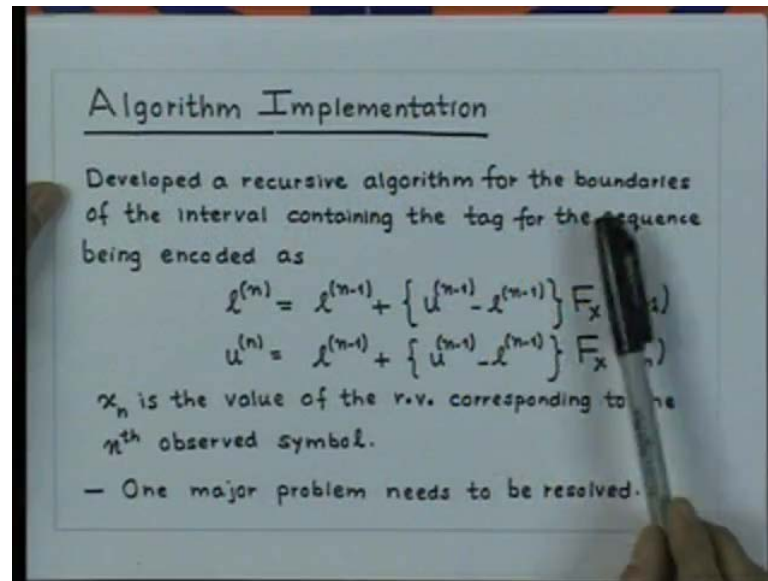 Algorithm Implementation
Developed a recursive algorithm for the boundaries
of the interval containing the tag for the sequence
being encoded as
l^(n) = l^(n-1) + { u^(n-1) - l^(n-1) } F_x
u^(n) = l^(n-1) + { u^(n-1) - l^(n-1) } F_x
x_n is the value of the r.v. corresponding to the
n^th observed symbol.
— One major problem needs to be resolved.